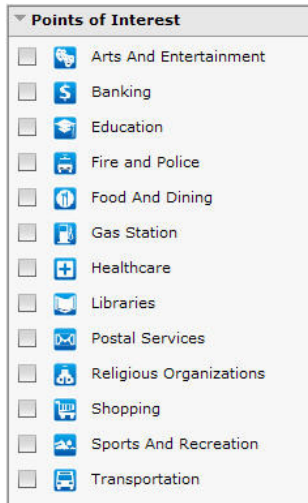 Points of Interest
Arts And Entertainment
Banking
Education
Fire and Police
Food And Dining
Gas Station
Healthcare
Libraries
Postal Services
Religious Organizations
Shopping
Sports And Recreation
Transportation